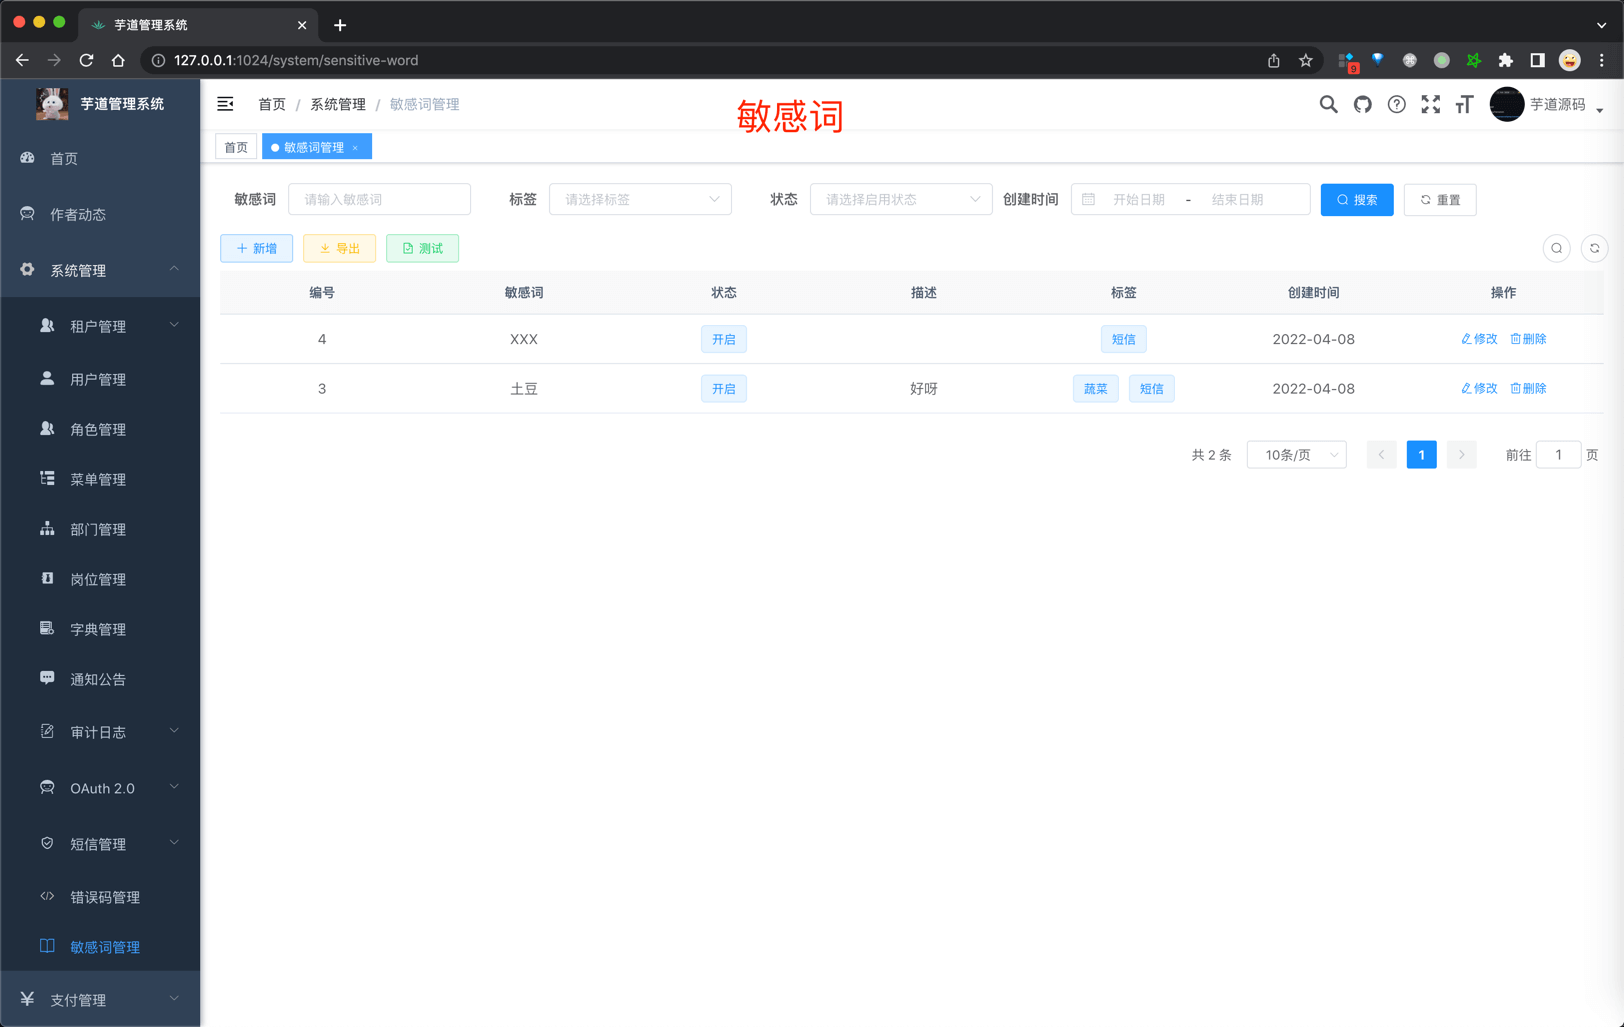 芋道管理系统
127.0.0.1:1024/system/sensitive-word
9
芋道管理系统
首页 / 系统管理 / 敏感词管理
敏感词
芋道源码
首页
敏感词管理
首页
作者动态
系统管理
租户管理
用户管理
角色管理
菜单管理
部门管理
岗位管理
字典管理
通知公告
审计日志
OAuth 2.0
短信管理
错误码管理
敏感词管理
支付管理
敏感词 请输入敏感词 标签 请选择标签 状态 请选择启用状态 创建时间 开始日期 - 结束日期 搜索 重置
新增 导出 测试
编号 敏感词 状态 描述 标签 创建时间 操作
4 XXX 开启 短信 2022-04-08 修改 删除
3 土豆 开启 好呀 蔬菜 短信 2022-04-08 修改 删除
共 2 条 10条/页 1 前往 1 页